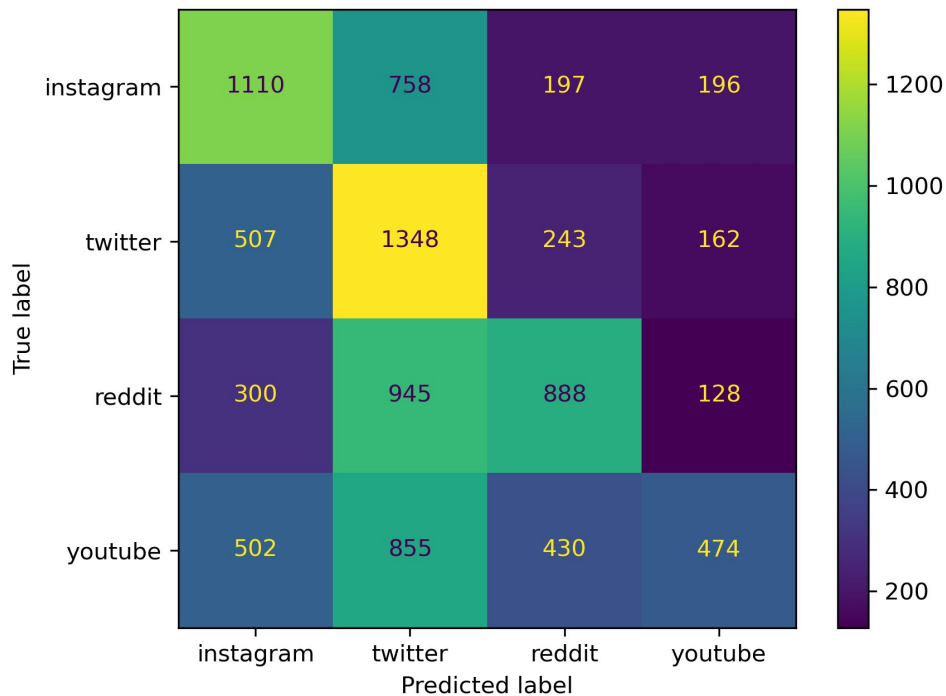 instagram 1110 758 197 196
twitter 507 1348 243 162
reddit 300 945 888 128
youtube 502 855 430 474
instagram twitter reddit youtube
Predicted label
True label
1200
1000
800
600
400
200